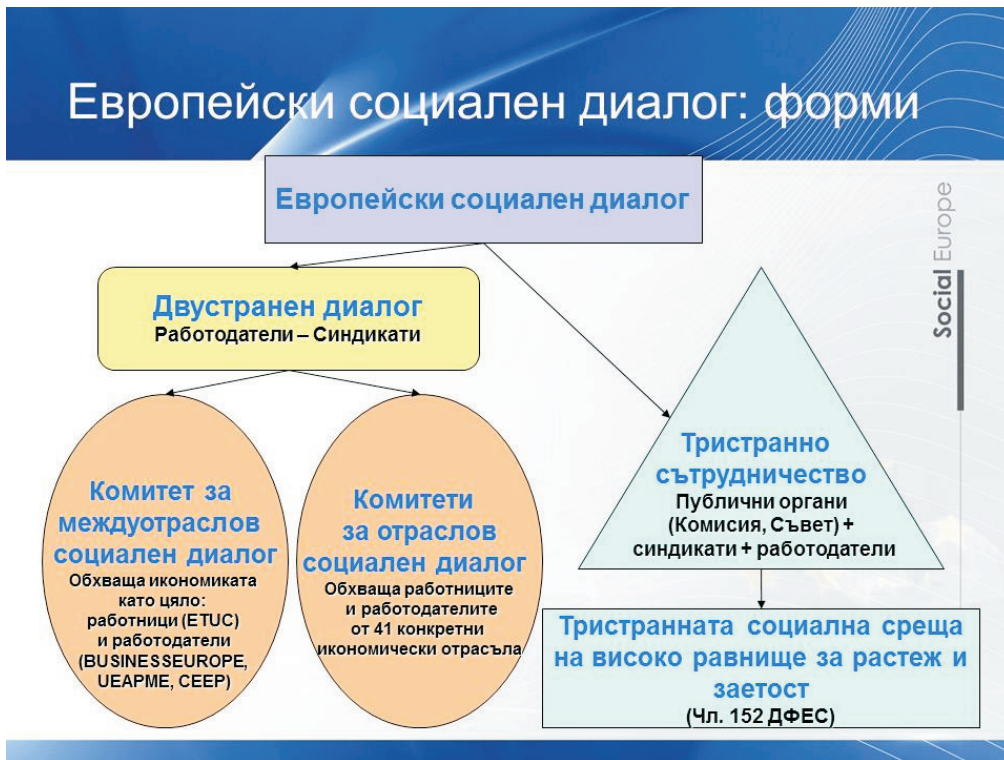 Европейски социален диалог: форми
Европейски социален диалог
Social Europe
Двустранен диалог
Работодатели – Синдикати
Комитет за
междуотраслов
социален диалог
Обхваща икономиката
като цяло:
работници (ETUC)
и работодатели
(BUSINESSEUROPE,
UEAPME, CEEP)
Комитети
за отраслов
социален диалог
Обхваща работниците
и работодателите
от 41 конкретни
икономически отрасъла
Тристранно
сътрудничество
Публични органи
(Комисия, Съвет) +
синдикати + работодатели
Тристранната социална среща
на високо равнище за растеж и
заетост
(Чл. 152 ДФЕС)